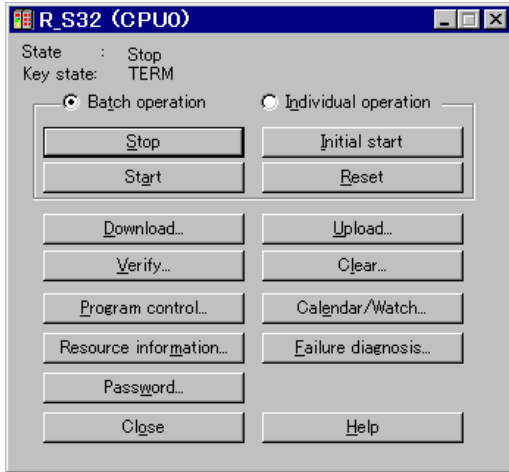 R_S32 (CPU0)
State : Stop
Key state: TERM
Batch operation Individual operation
Stop Initial start
Start Reset
Download... Upload...
Verify... Clear...
Program control... Calendar/Watch...
Resource information... Failure diagnosis...
Password...
Close Help